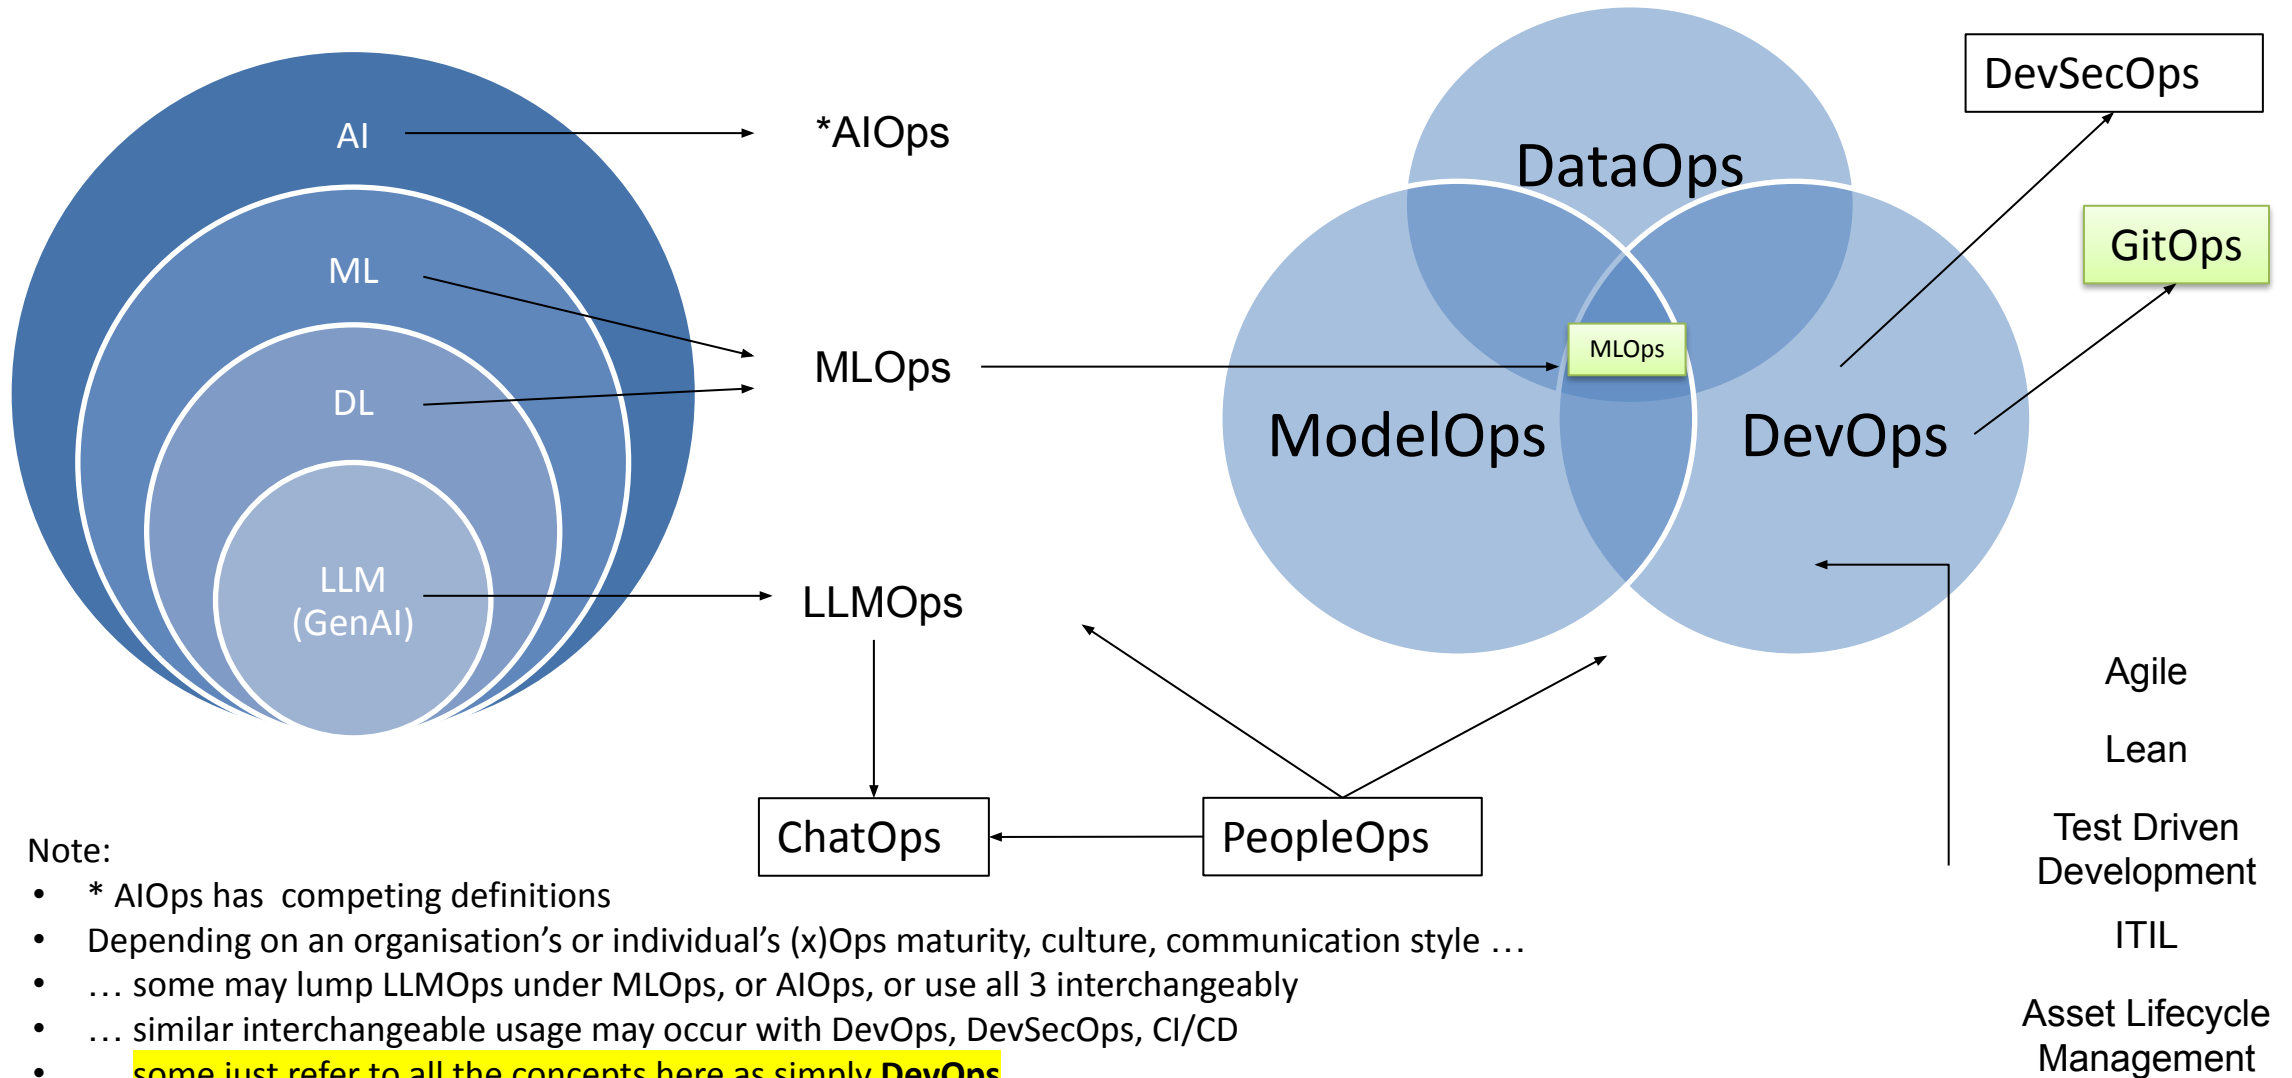 AI
ML
DL
LLM
(GenAI)
*AIOps
MLOps
LLMOps
DataOps
ModelOps
DevOps
MLOps
DevSecOps
GitOps
ChatOps
PeopleOps
Agile
Lean
Test Driven
Development
ITIL
Asset Lifecycle
Management
Note:
• * AIOps has competing definitions
• Depending on an organisation’s or individual’s (x)Ops maturity, culture, communication style …
• … some may lump LLMOps under MLOps, or AIOps, or use all 3 interchangeably
• … similar interchangeable usage may occur with DevOps, DevSecOps, CI/CD
• … some just refer to all the concepts here as simply DevOps